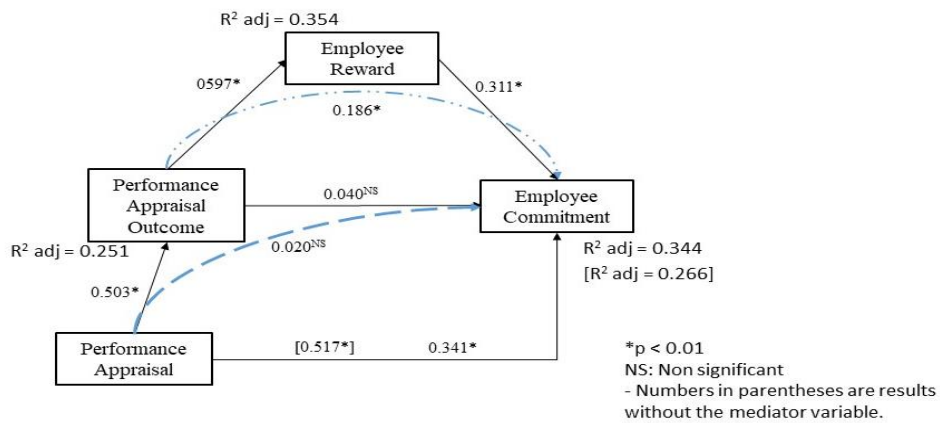 R² adj = 0.354
Employee
Reward
0597*
0.311*
0.186*
Performance
Appraisal
Outcome
0.040ᴺˢ
Employee
Commitment
R² adj = 0.251
0.020ᴺˢ
R² adj = 0.344
[R² adj = 0.266]
0.503*
Performance
Appraisal
[0.517*] 0.341*
*p < 0.01
NS: Non significant
- Numbers in parentheses are results
without the mediator variable.